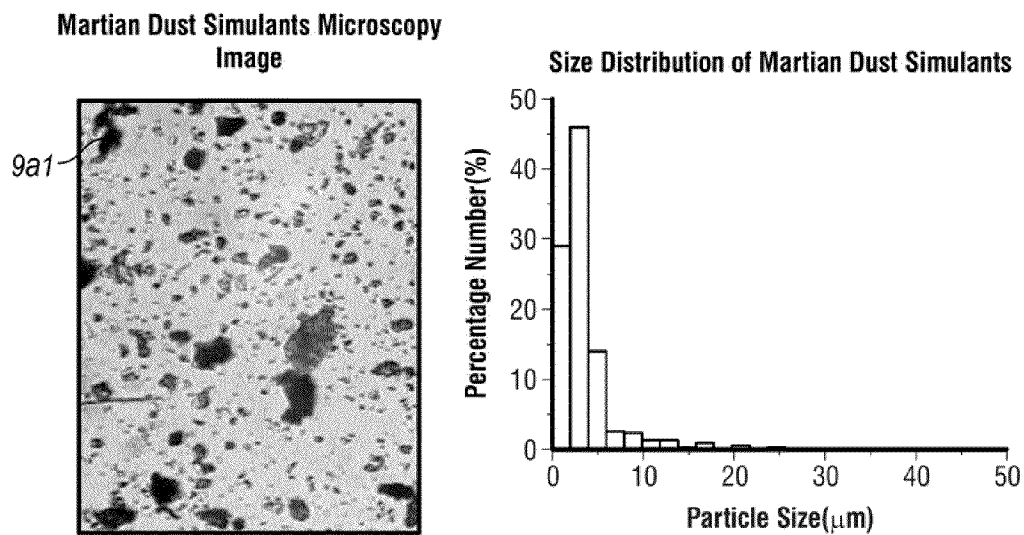 Martian Dust Simulants Microscopy
Image
9a1
Size Distribution of Martian Dust Simulants
Percentage Number(%)
50
40
30
20
10
0
0 10 20 30 40 50
Particle Size(μm)